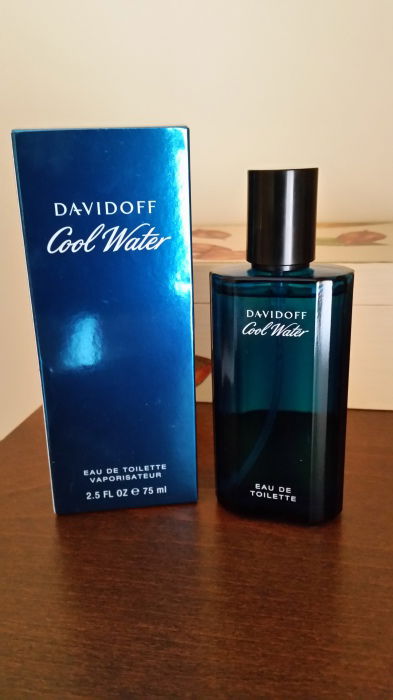 DAVIDOFF
Cool Water
EAU DE TOILETTE
VAPORISATEUR
2.5 FL OZ ℮ 75 ml
DAVIDOFF
Cool Water
EAU DE
TOILETTE